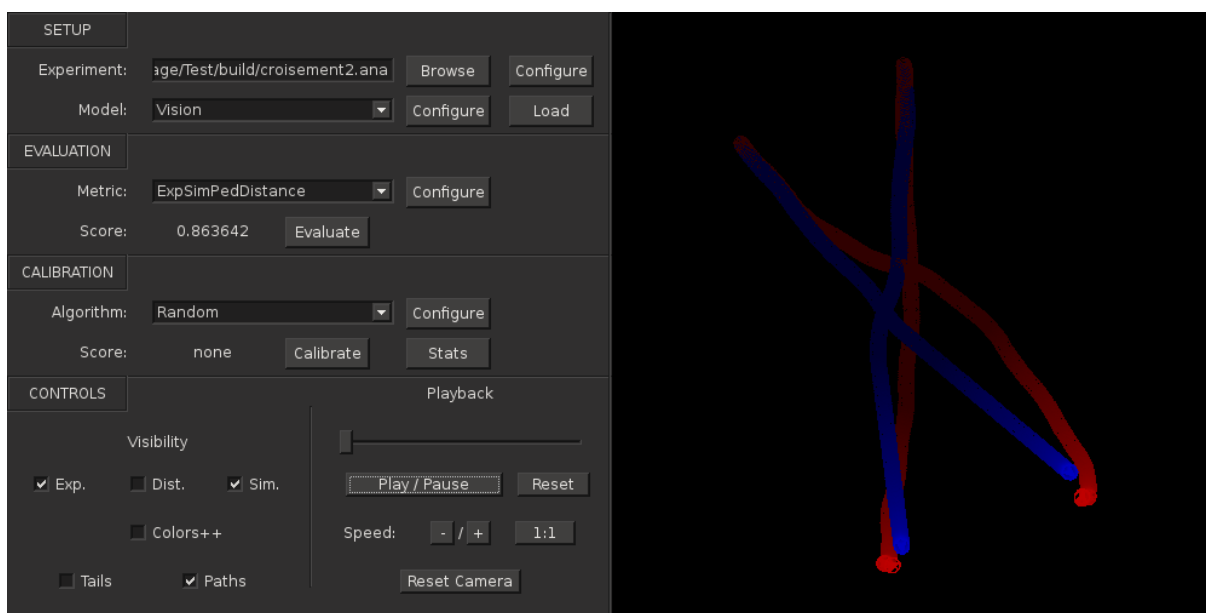 SETUP
Experiment: age/Test/build/croisement2.ana Browse Configure
Model: Vision Configure Load
EVALUATION
Metric: ExpSimPedDistance Configure
Score: 0.863642 Evaluate
CALIBRATION
Algorithm: Random Configure
Score: none Calibrate Stats
CONTROLS Playback
Visibility
Exp. Dist. Sim. Play / Pause Reset
Colors++ Speed: - / + 1:1
Tails Paths Reset Camera